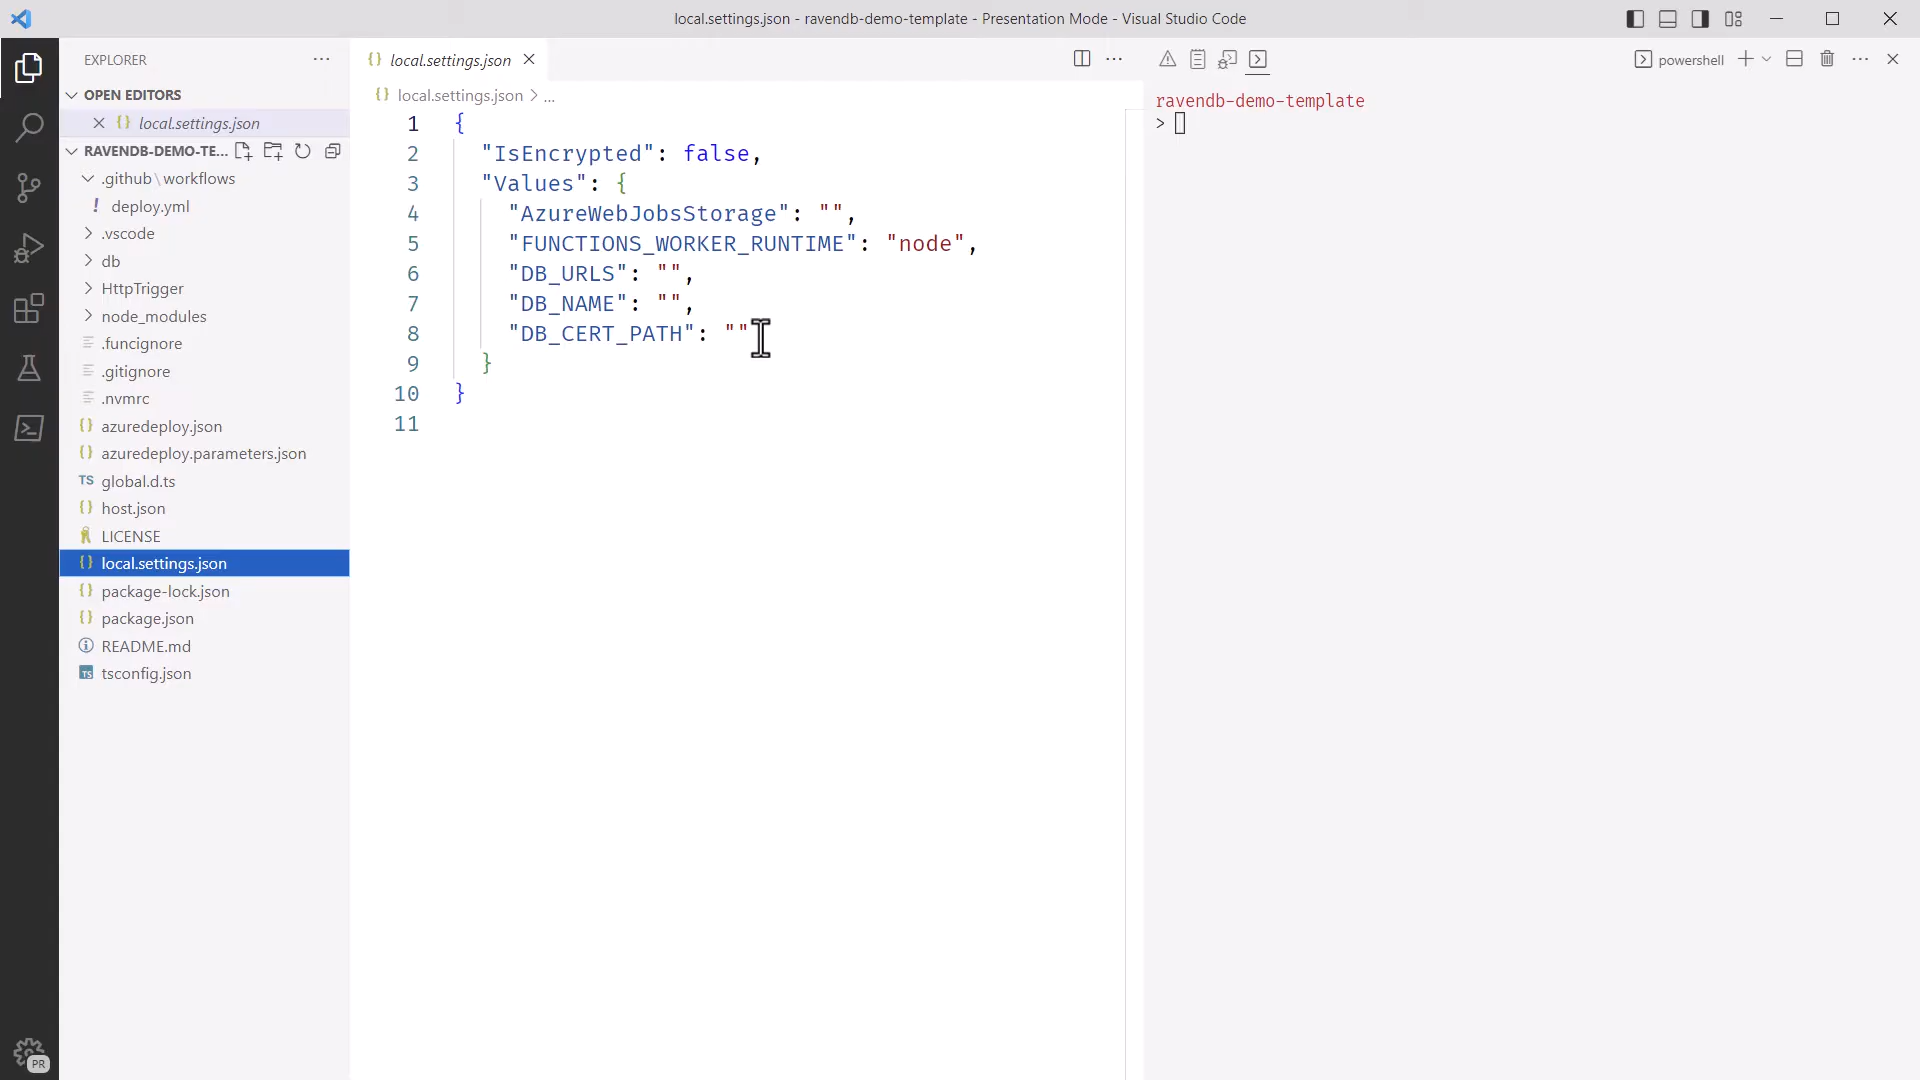 local.settings.json - ravendb-demo-template - Presentation Mode - Visual Studio Code
EXPLORER
OPEN EDITORS
local.settings.json
RAVENDB-DEMO-TE...
.github\workflows
deploy.yml
.vscode
db
HttpTrigger
node_modules
.funcignore
.gitignore
.nvmrc
azuredeploy.json
azuredeploy.parameters.json
TS global.d.ts
host.json
LICENSE
local.settings.json
package-lock.json
package.json
README.md
TS tsconfig.json
PR
{} local.settings.json
{} local.settings.json > ...
1 {
2 "IsEncrypted": false,
3 "Values": {
4 "AzureWebJobsStorage": "",
5 "FUNCTIONS_WORKER_RUNTIME": "node",
6 "DB_URLS": "",
7 "DB_NAME": "",
8 "DB_CERT_PATH": ""
9 }
10 }
11
powershell
ravendb-demo-template
>